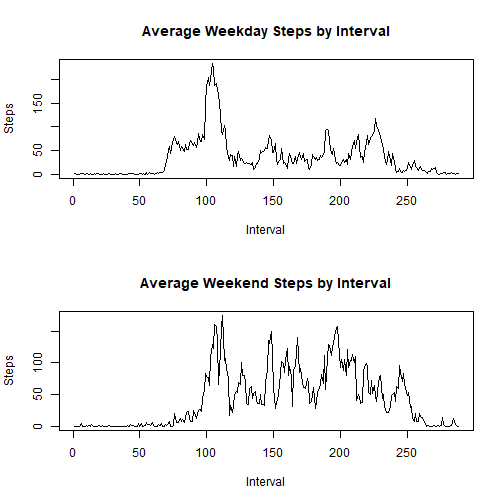 Average Weekday Steps by Interval
150
50
0
Steps
0 50 100 150 200 250
Interval
Average Weekend Steps by Interval
100
50
0
Steps
0 50 100 150 200 250
Interval